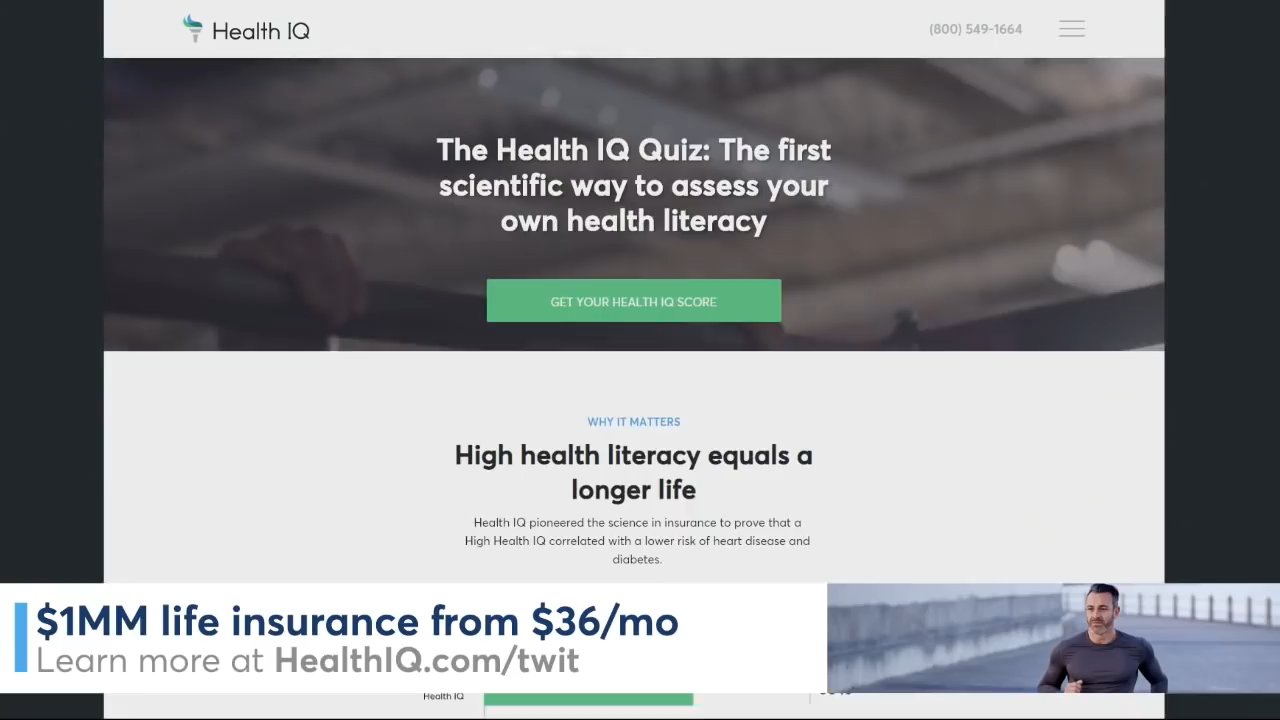 Health IQ
(800) 549-1664
The Health IQ Quiz: The first
scientific way to assess your
own health literacy
GET YOUR HEALTH IQ SCORE
WHY IT MATTERS
High health literacy equals a
longer life
Health IQ pioneered the science in insurance to prove that a
High Health IQ correlated with a lower risk of heart disease and
diabetes.
$1MM life insurance from $36/mo
Learn more at HealthIQ.com/twit
Health IQ